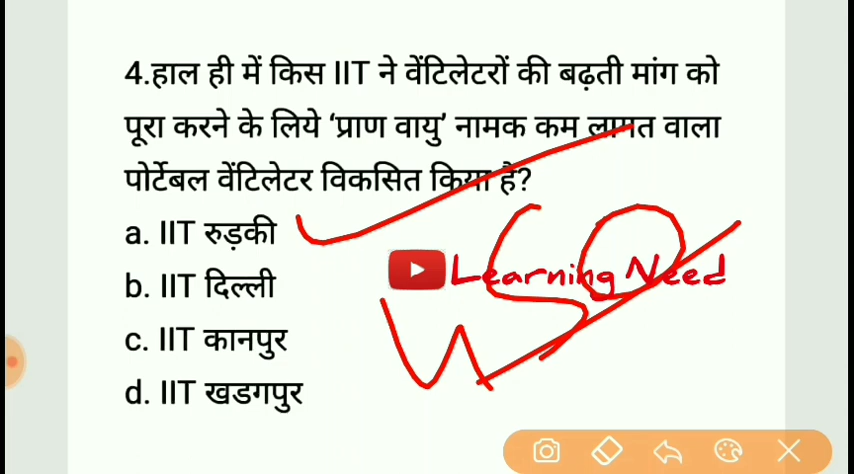 4.हाल ही में किस IIT ने वेंटिलेटरों की बढ़ती मांग को
पूरा करने के लिये ‘प्राण वायु’ नामक कम लागत वाला
पोर्टेबल वेंटिलेटर विकसित किया है?
a. IIT रुड़की
Learning Need
b. IIT दिल्ली
c. IIT कानपुर
d. IIT खडगपुर